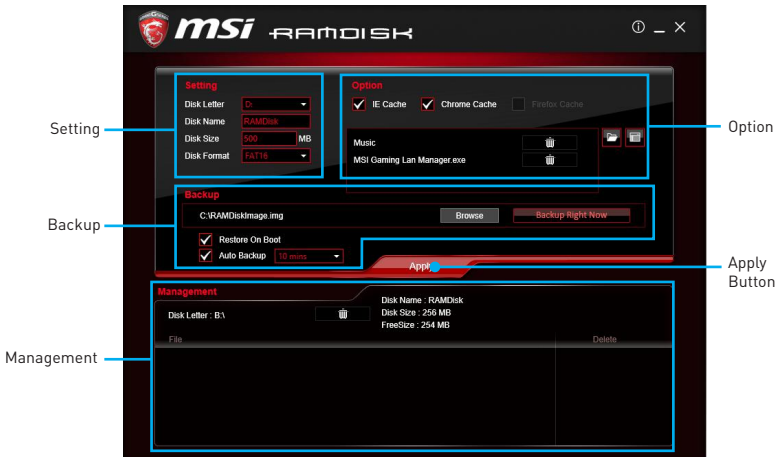 msi RAMDISK
Setting
Disk Letter D:
Disk Name RAMDisk
Disk Size 500 MB
Disk Format FAT16
Option
IE Cache Chrome Cache Firefox Cache
Music
MSI Gaming Lan Manager.exe
Backup
C:\RAMDiskImage.img Browse Backup Right Now
Restore On Boot
Auto Backup 10 mins
Apply
Management
Disk Letter : B:\
Disk Name : RAMDisk
Disk Size : 256 MB
FreeSize : 254 MB
File Delete
Setting
Backup
Management
Option
Apply
Button